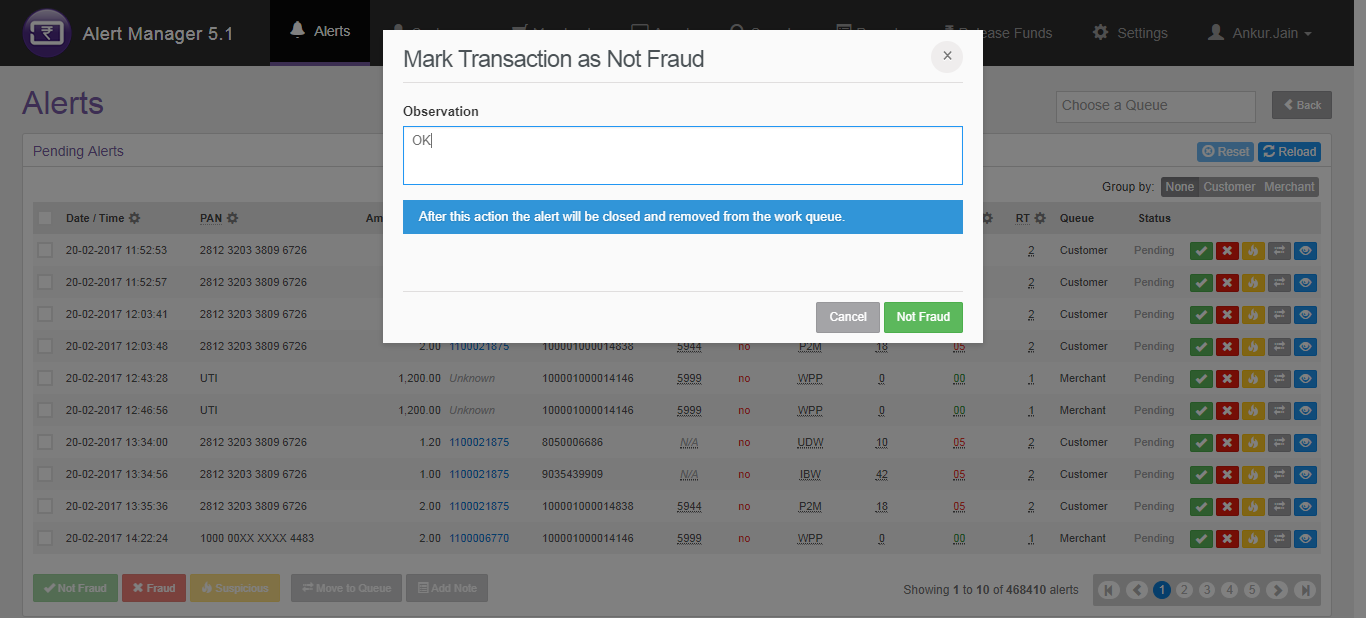 Alert Manager 5.1
Alerts
ease Funds
Settings
Ankur.Jain
Mark Transaction as Not Fraud
×
Alerts
Choose a Queue
Back
Observation
OK
Pending Alerts
Reset
Reload
Group by: None Customer Merchant
After this action the alert will be closed and removed from the work queue.
Date / Time PAN Am RT Queue Status
20-02-2017 11:52:53 2812 3203 3809 6726 2 Customer Pending
20-02-2017 11:52:57 2812 3203 3809 6726 2 Customer Pending
20-02-2017 12:03:41 2812 3203 3809 6726 2 Customer Pending
Cancel Not Fraud
20-02-2017 12:03:48 2812 3203 3809 6726 2.00 1100021875 100001000014838 5944 no P2M 18 05 2 Customer Pending
20-02-2017 12:43:28 UTI 1,200.00 Unknown 100001000014146 5999 no WPP 0 00 1 Merchant Pending
20-02-2017 12:46:56 UTI 1,200.00 Unknown 100001000014146 5999 no WPP 0 00 1 Merchant Pending
20-02-2017 13:34:00 2812 3203 3809 6726 1.20 1100021875 8050006686 N/A no UDW 10 05 2 Customer Pending
20-02-2017 13:34:56 2812 3203 3809 6726 1.00 1100021875 9035439909 N/A no IBW 42 05 2 Customer Pending
20-02-2017 13:35:36 2812 3203 3809 6726 2.00 1100021875 100001000014838 5944 no P2M 18 05 2 Customer Pending
20-02-2017 14:22:24 1000 00XX XXXX 4483 2.00 1100006770 100001000014146 5999 no WPP 0 00 1 Merchant Pending
Not Fraud Fraud Suspicious Move to Queue Add Note
Showing 1 to 10 of 468410 alerts
1 2 3 4 5